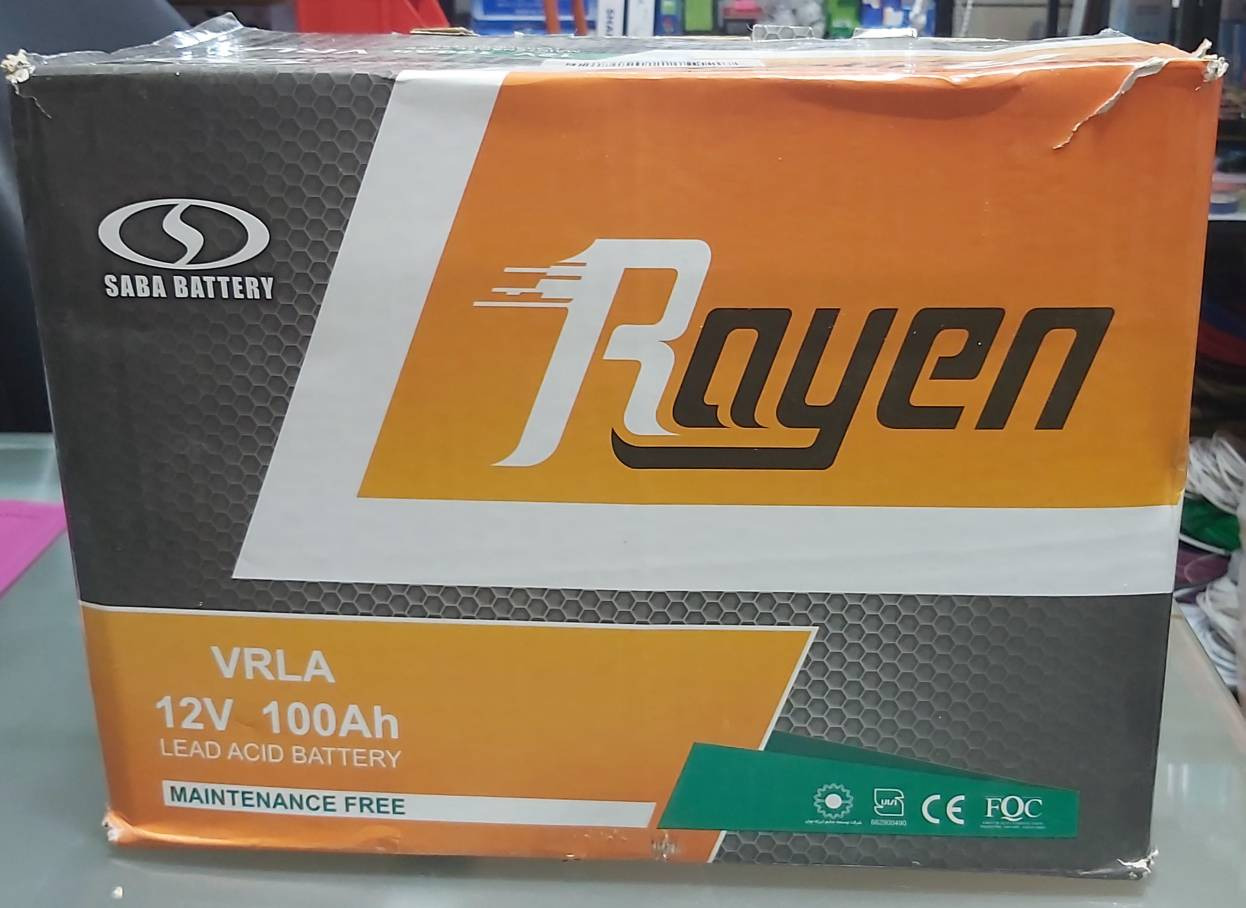 SABA BATTERY
Rayen
VRLA
12V 100Ah
LEAD ACID BATTERY
MAINTENANCE FREE
CE
FQC